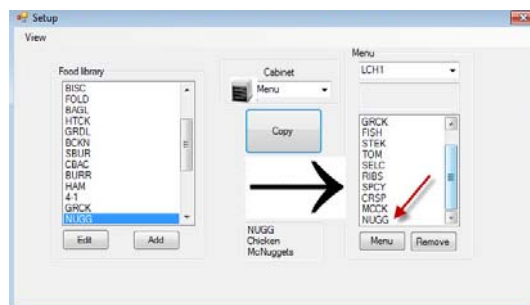 Setup
View
Food library
BISC
FOLD
BAGL
HTCK
GRDL
BCKN
SBUR
CBAC
BURR
HAM
4-1
GRCK
NUGG
Edit
Add
Cabinet
Menu
Copy
NUGG
Chicken
McNuggets
Menu
LCH1
GRCK
FISH
STEK
TOM
SELC
RIBS
SPCY
CRSP
MCCK
NUGG
Menu
Remove